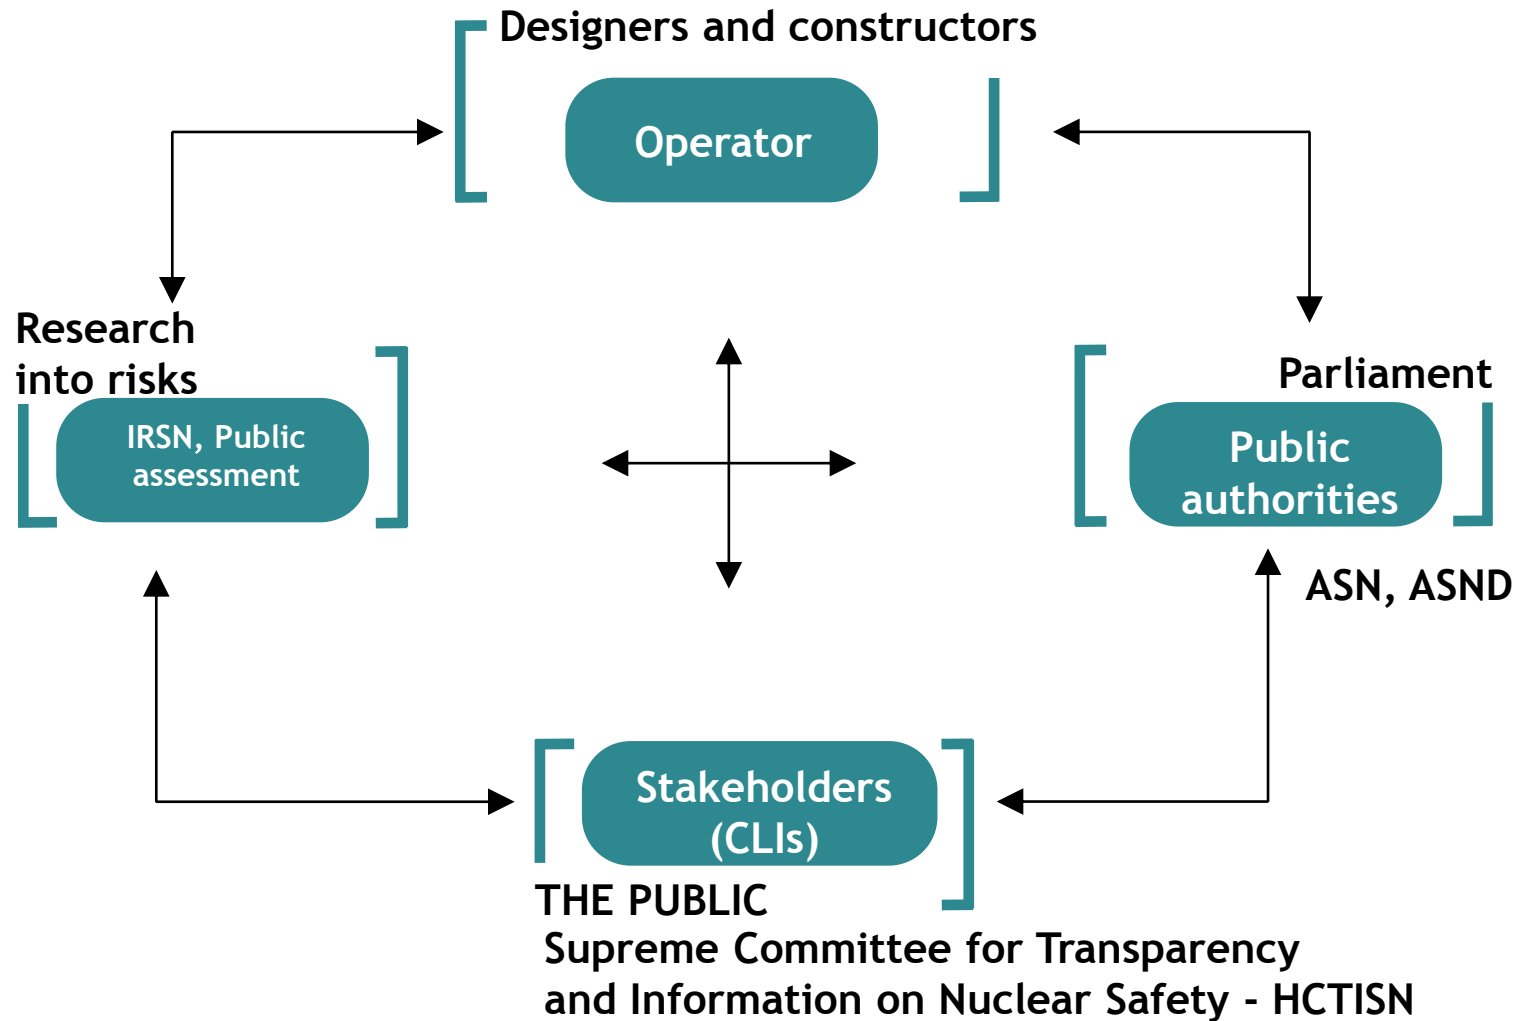 Designers and constructors
Operator
Research
into risks
IRSN, Public
assessment
Parliament
Public
authorities
ASN, ASND
Stakeholders
(CLIs)
THE PUBLIC
Supreme Committee for Transparency
and Information on Nuclear Safety - HCTISN